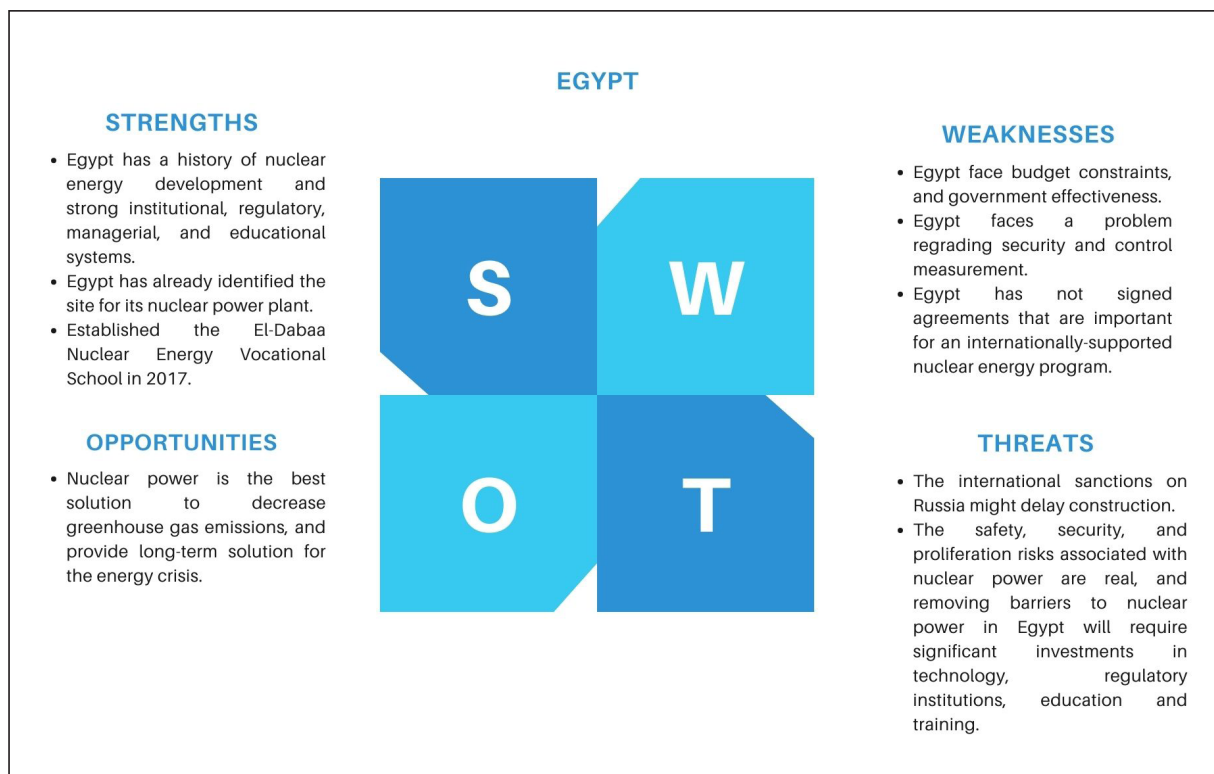 EGYPT
STRENGTHS
• Egypt has a history of nuclear
energy development and
strong institutional, regulatory,
managerial, and educational
systems.
• Egypt has already identified the
site for its nuclear power plant.
• Established the El-Dabaa
Nuclear Energy Vocational
School in 2017.
WEAKNESSES
• Egypt face budget constraints,
and government effectiveness.
• Egypt faces a problem
regrading security and control
measurement.
• Egypt has not signed
agreements that are important
for an internationally-supported
nuclear energy program.
S
W
O
T
OPPORTUNITIES
• Nuclear power is the best
solution to decrease
greenhouse gas emissions, and
provide long-term solution for
the energy crisis.
THREATS
• The international sanctions on
Russia might delay construction.
• The safety, security, and
proliferation risks associated with
nuclear power are real, and
removing barriers to nuclear
power in Egypt will require
significant investments in
technology, regulatory
institutions, education and
training.